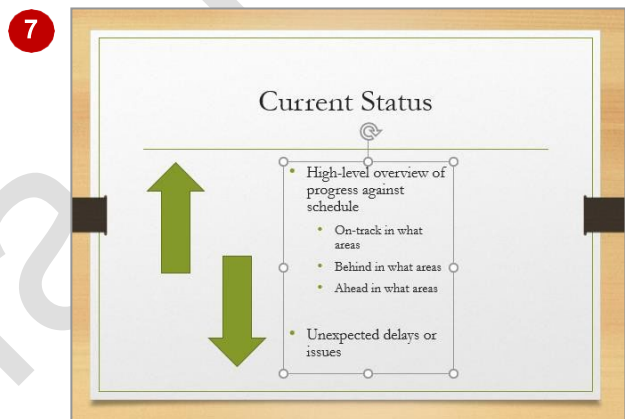 7
Current Status
• High-level overview of
progress against
schedule
• On-track in what
areas
• Behind in what areas
• Ahead in what areas
• Unexpected delays or
issues